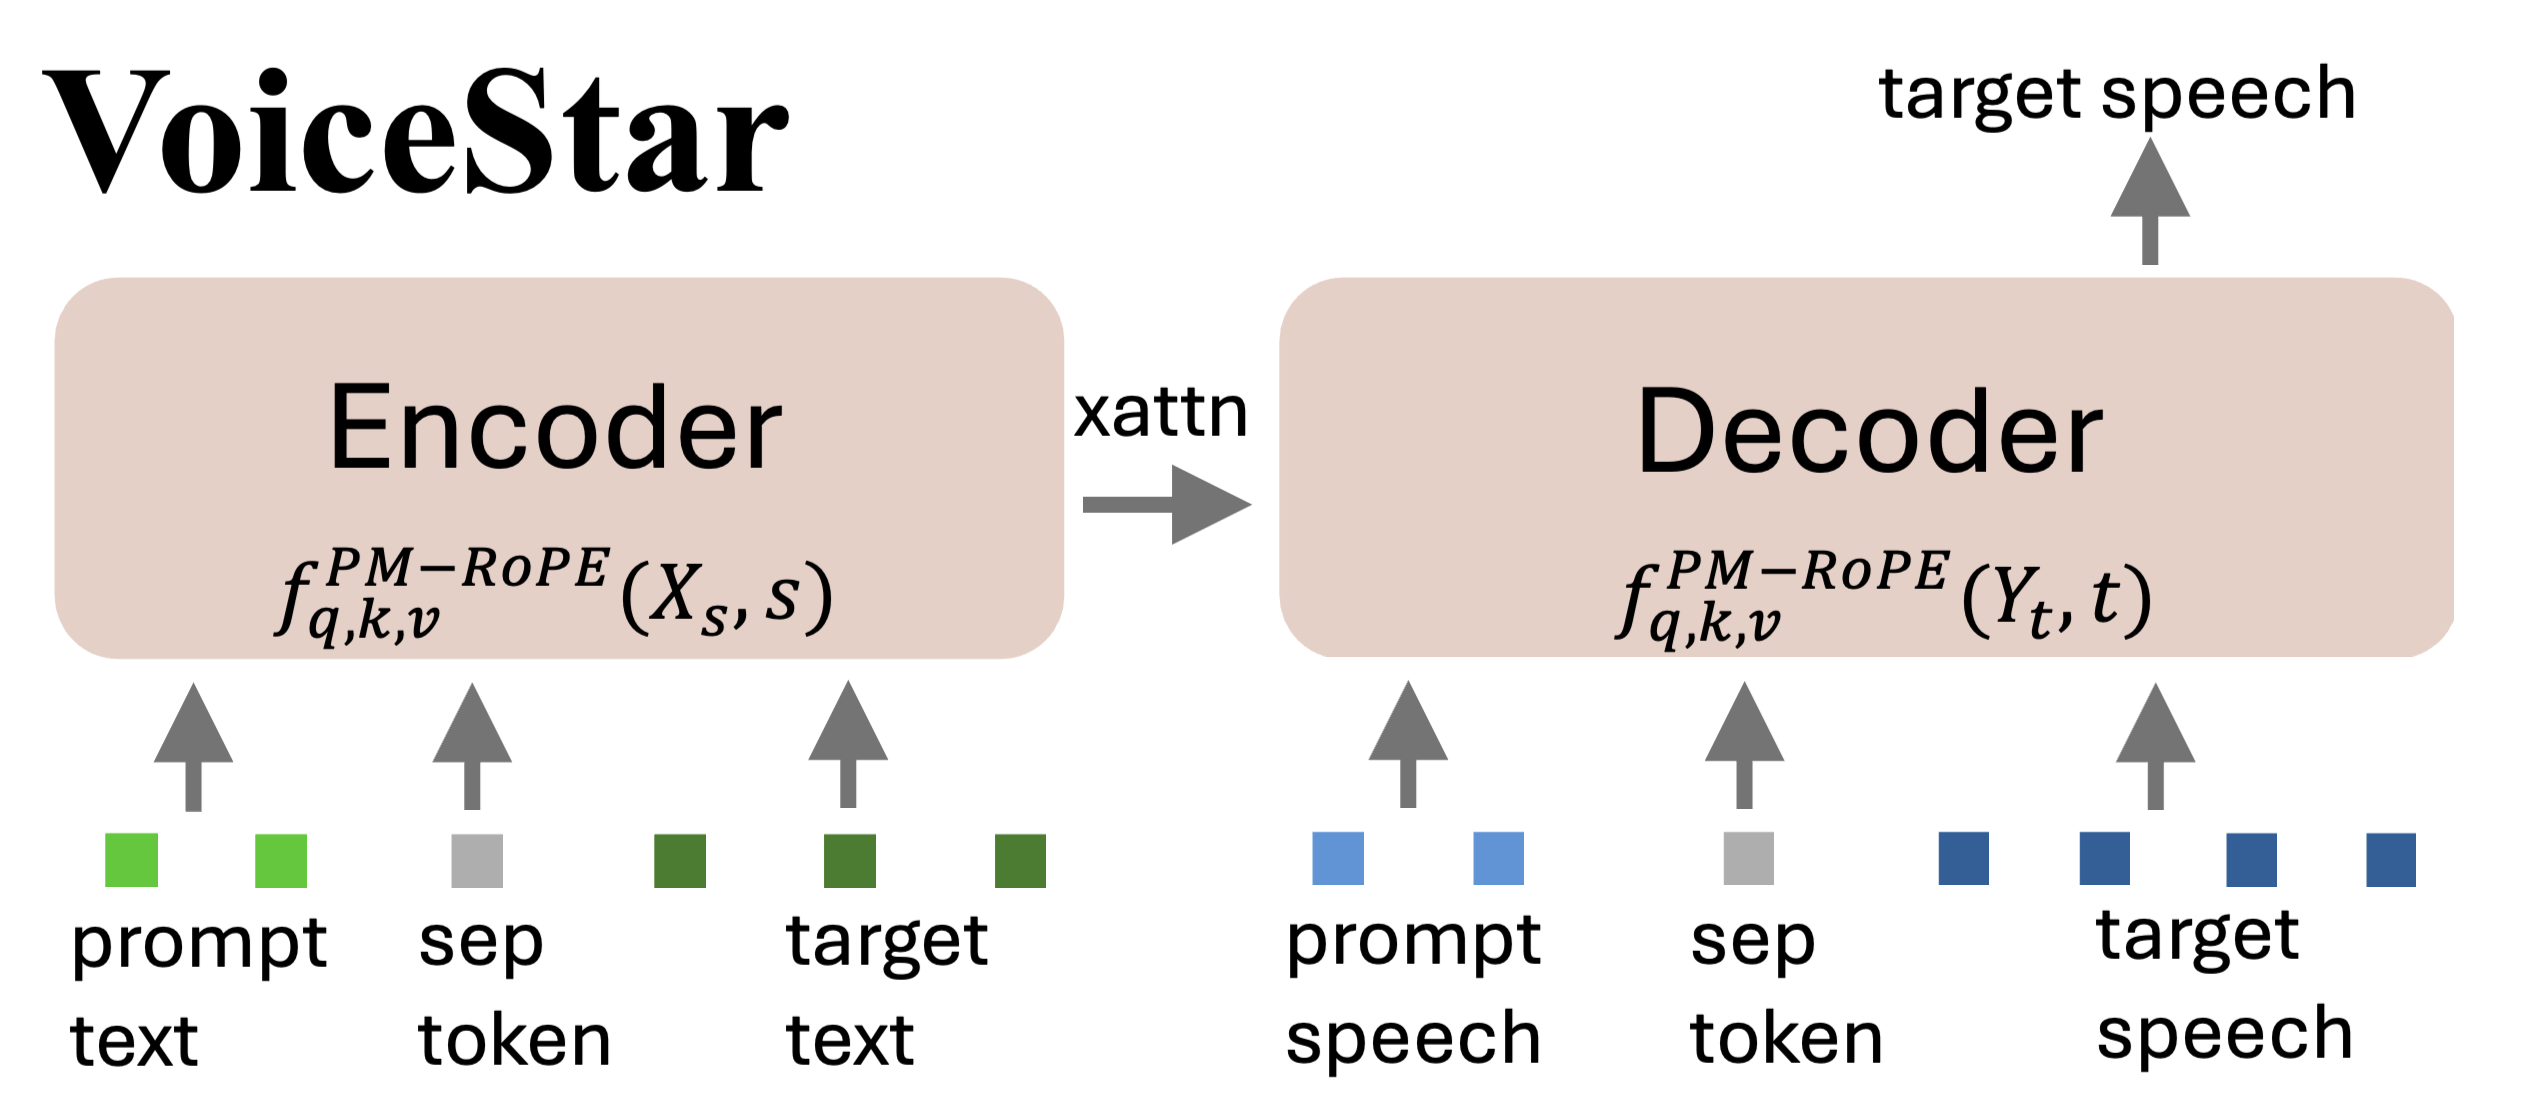 VoiceStar
target speech
Encoder
xattn
Decoder
f_{q,k,v}^{PM-RoPE}(X_s, s)
f_{q,k,v}^{PM-RoPE}(Y_t, t)
prompt
text
sep
token
target
text
prompt
speech
sep
token
target
speech